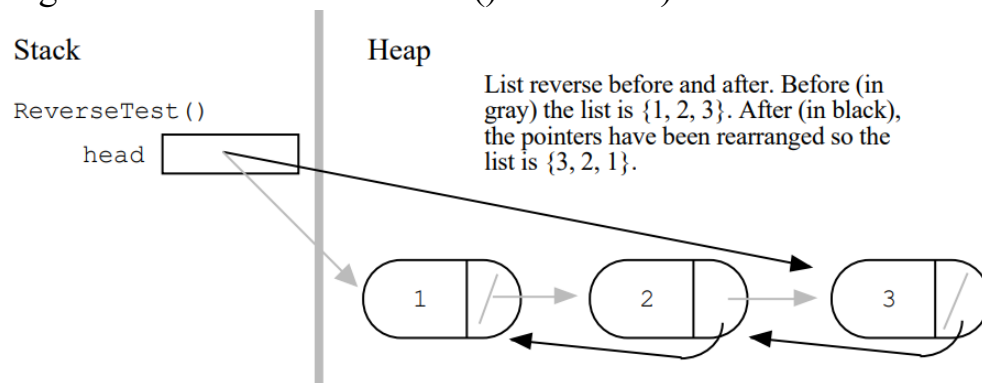 ()
)
Stack
Heap
List reverse before and after. Before (in
gray) the list is {1, 2, 3}. After (in black),
the pointers have been rearranged so the
list is {3, 2, 1}.
ReverseTest()
head
1
2
3